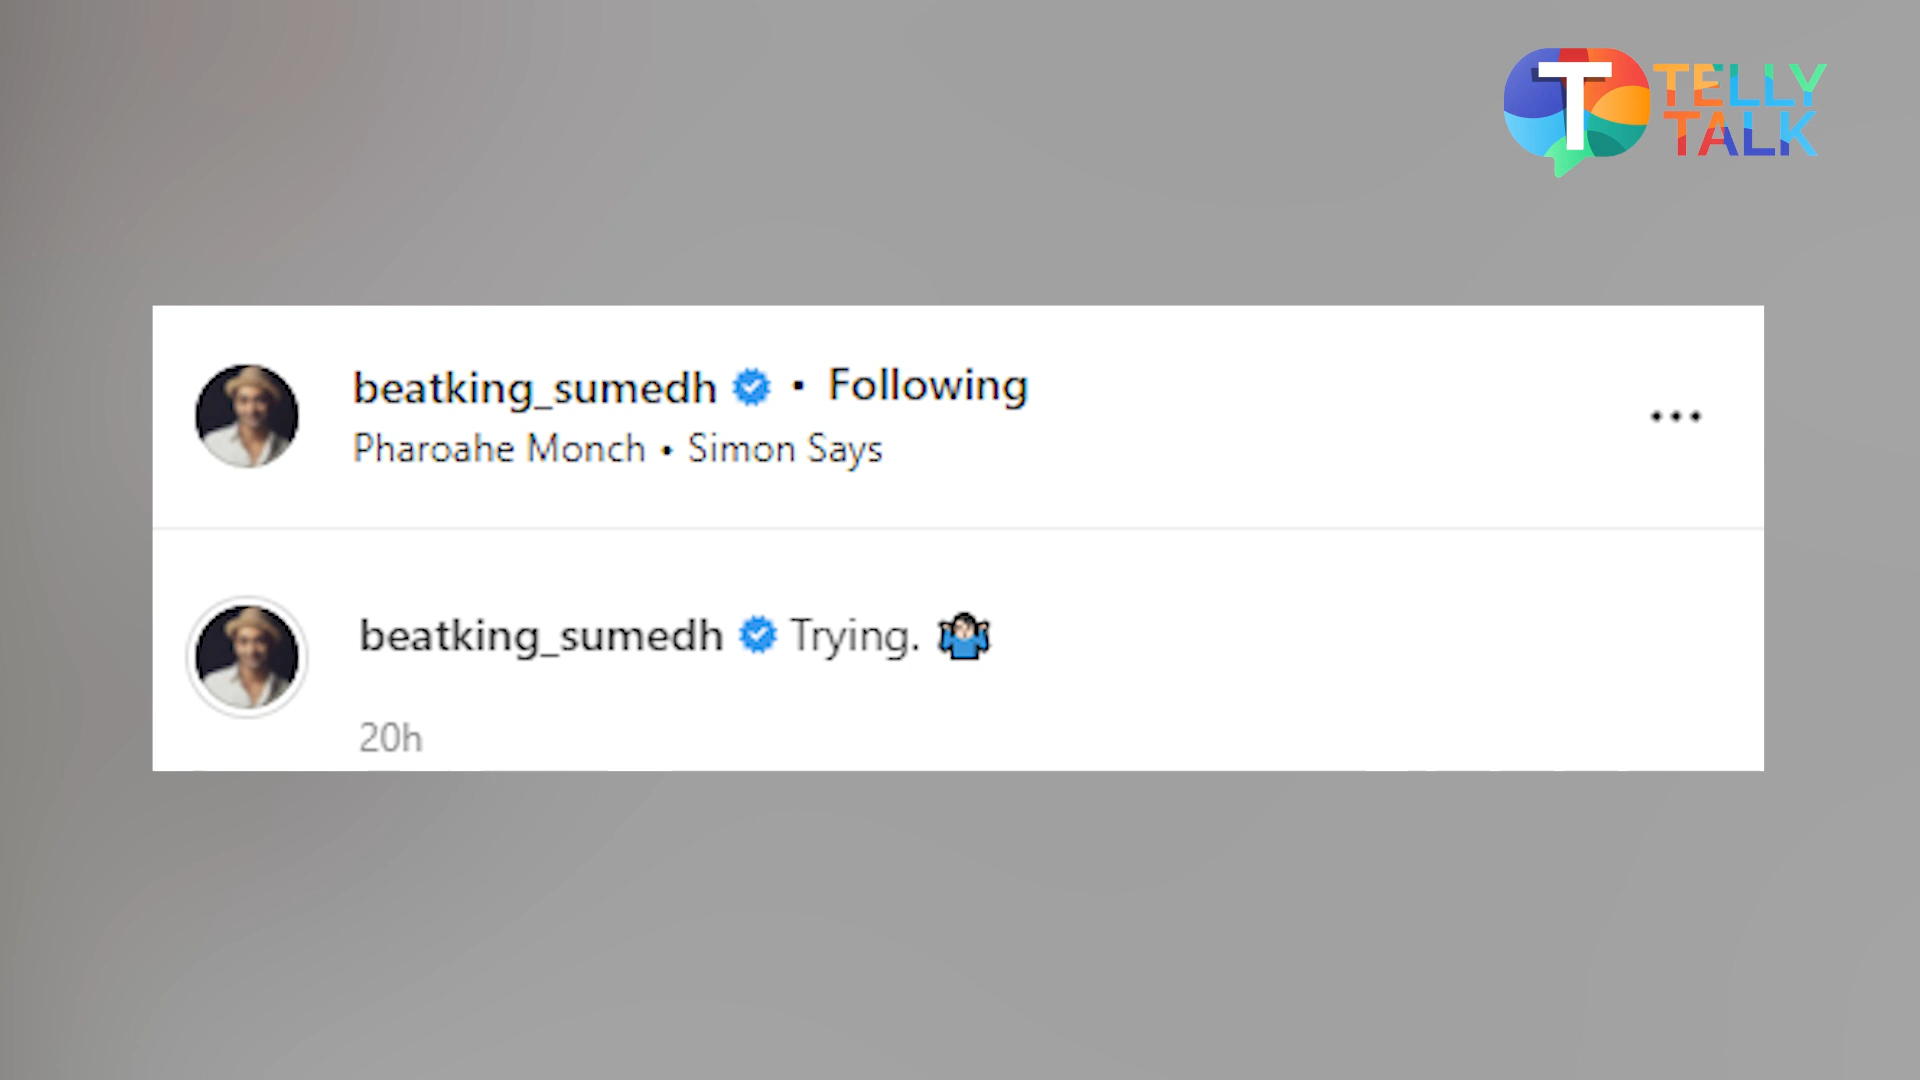 TELLY
TALK
beatking_sumedh • Following
Pharoahe Monch • Simon Says
beatking_sumedh Trying. 🤷🏻‍♂️
20h